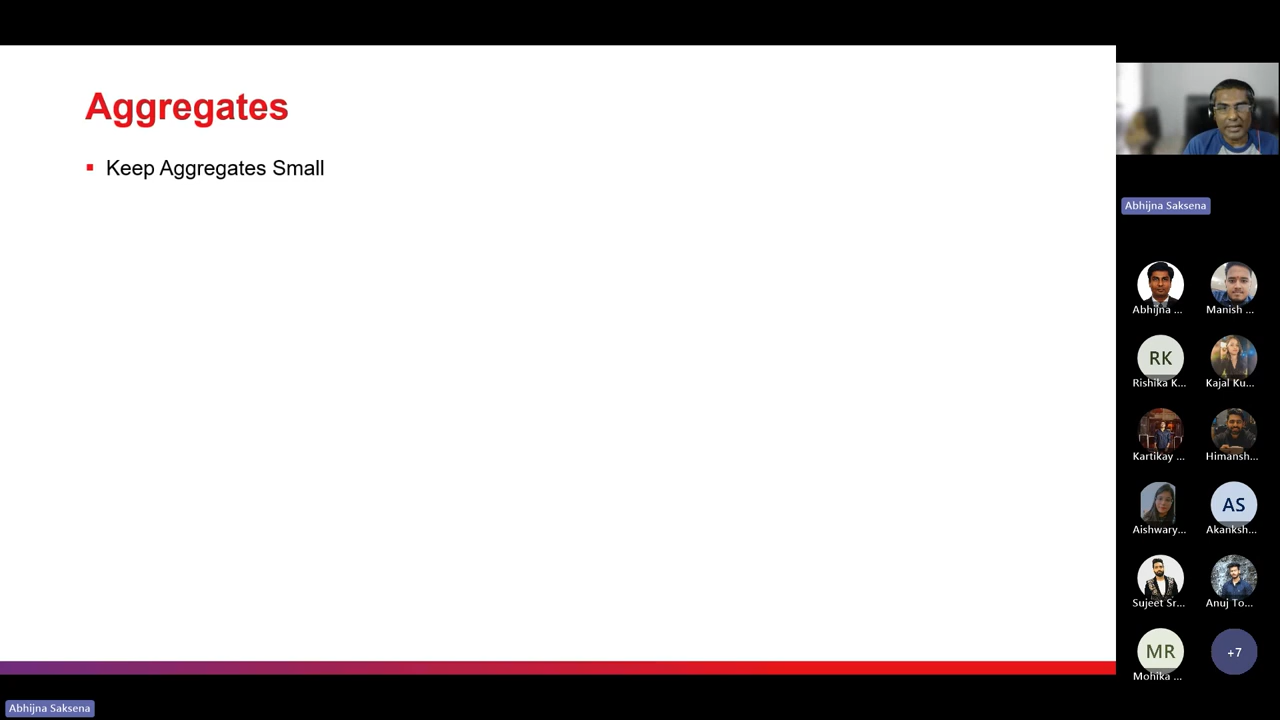 Aggregates
Keep Aggregates Small
Abhijna Saksena
Abhijna ...
Manish ...
RK
Rishika K...
Kajal Ku...
Kartikay ...
Himansh...
Aishwary...
AS
Akanksh...
Sujeet Sr...
Anuj To...
MR
Mohika ...
+7
Abhijna Saksena